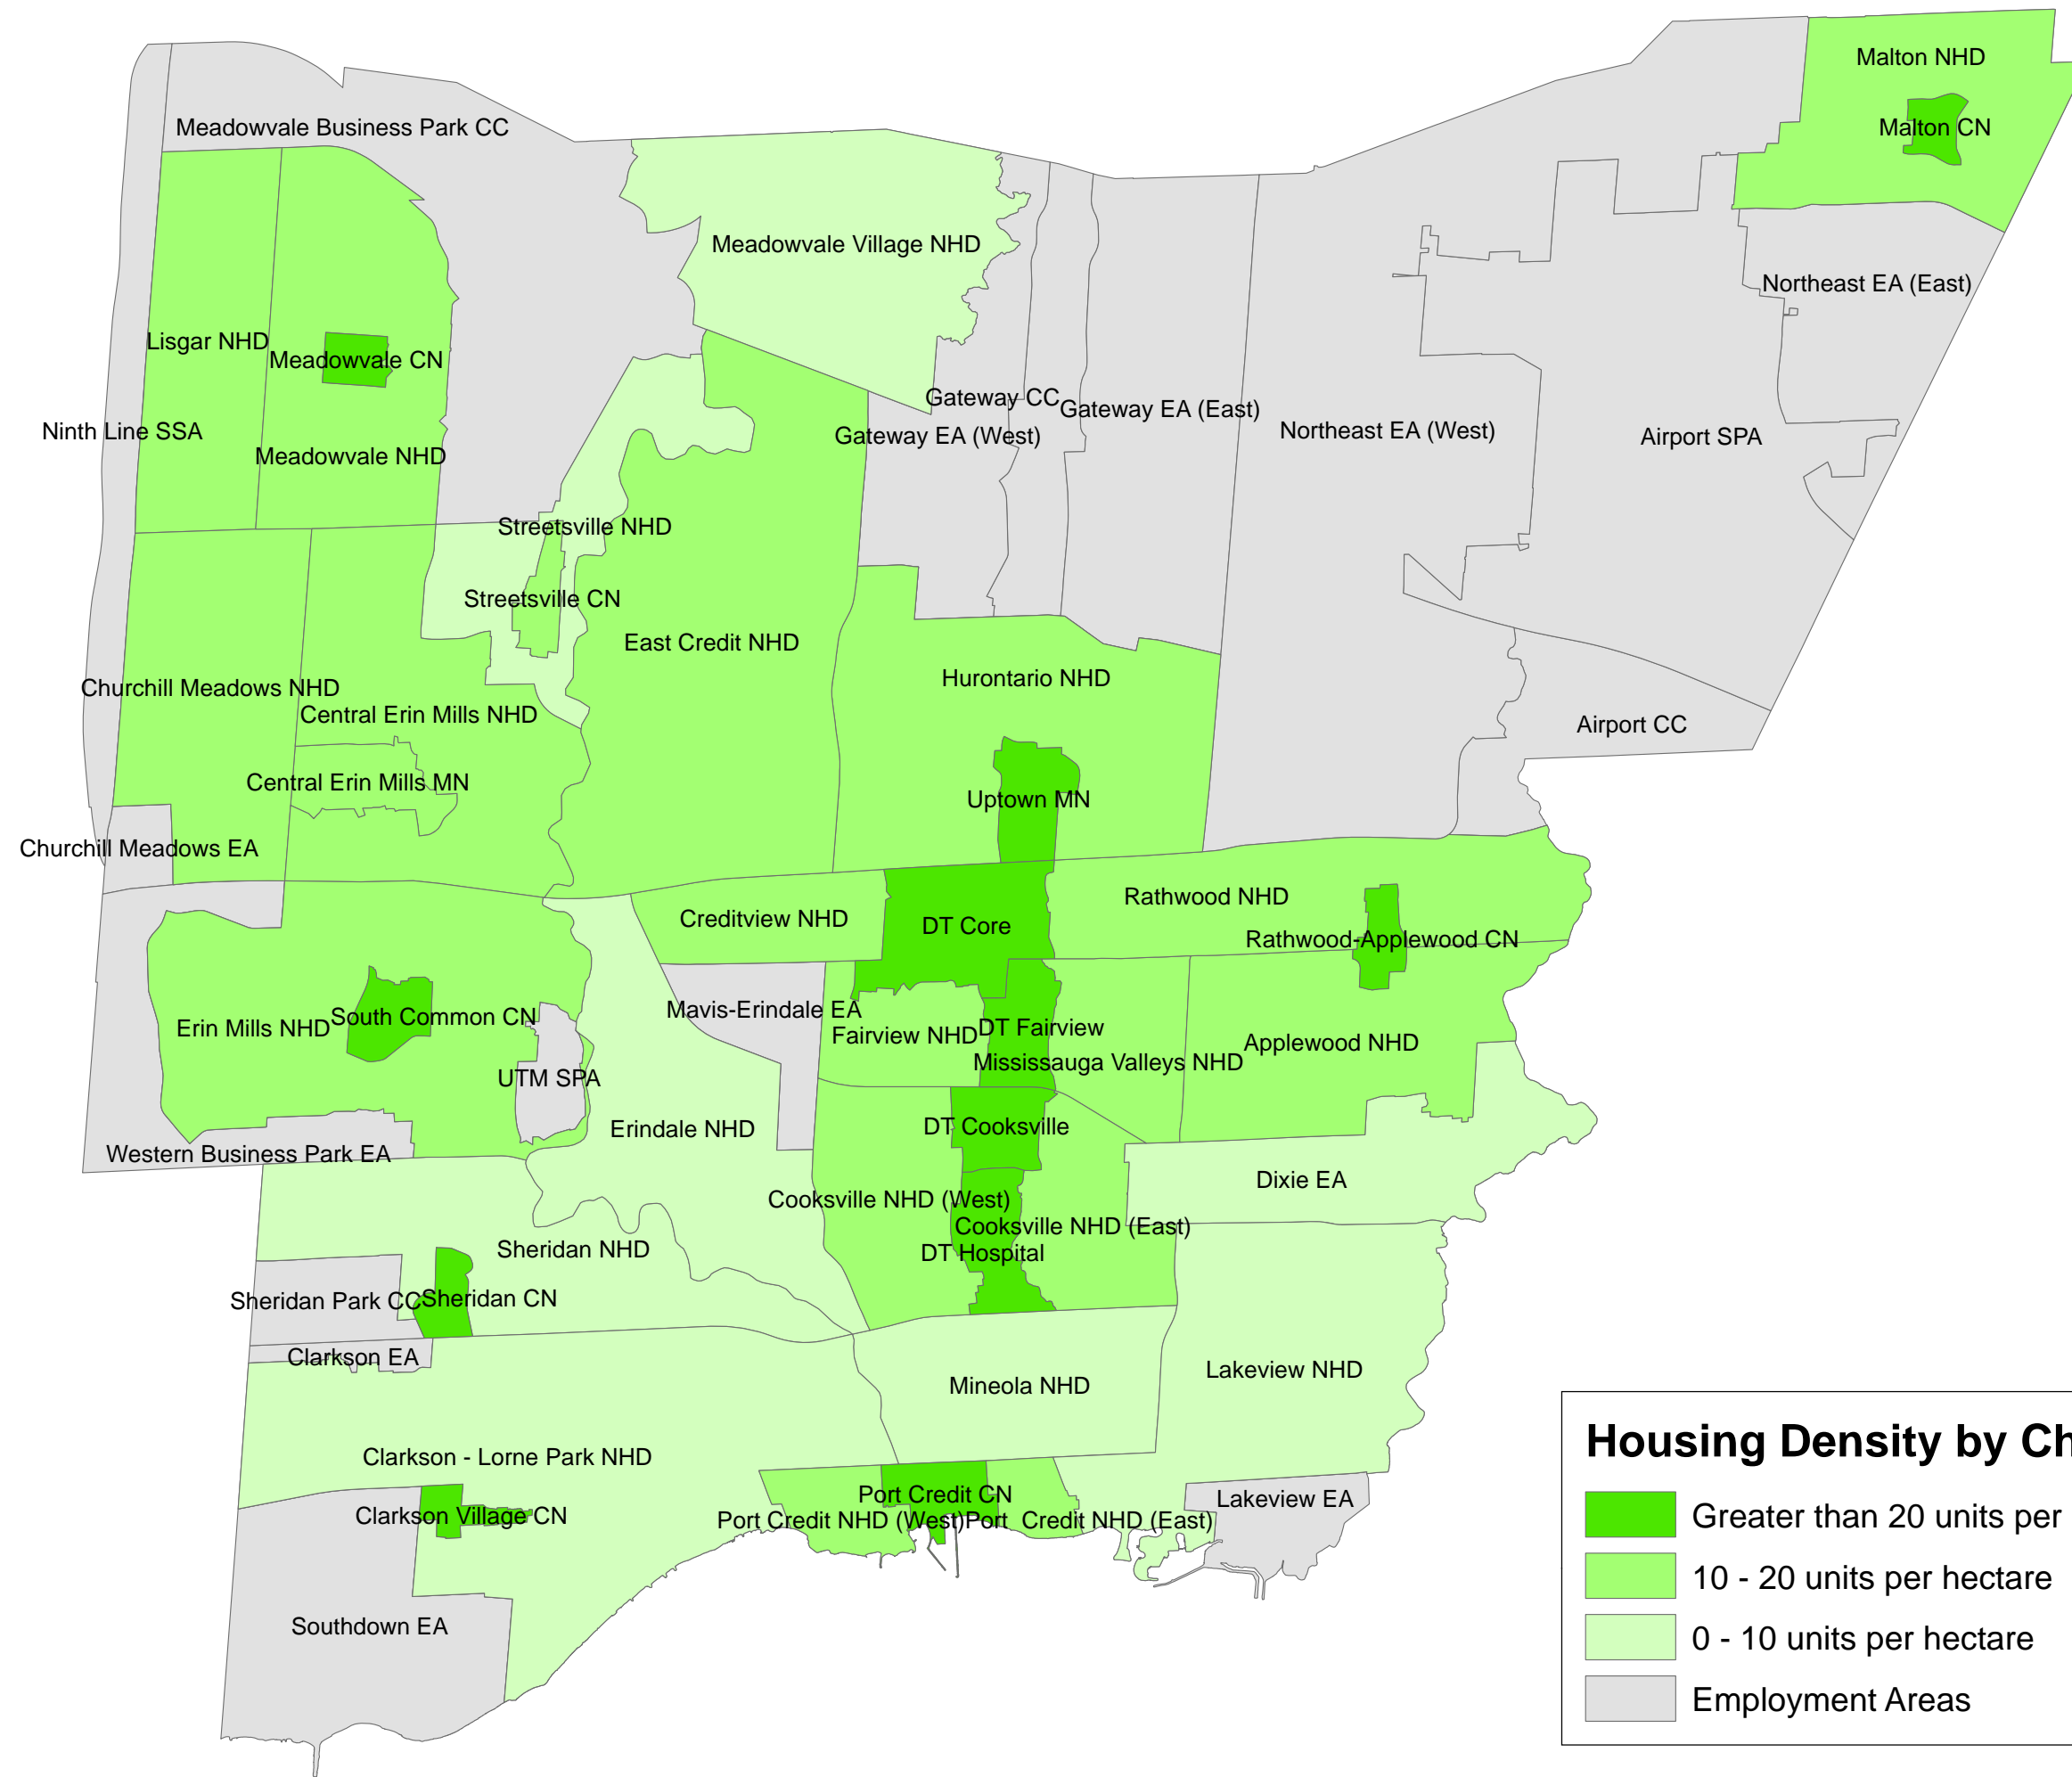 Malton NHD
Malton CN
Meadowvale Business Park CC
Meadowvale Village NHD
Northeast EA (East)
Lisgar NHD
Meadowvale CN
Gateway CC
Gateway EA (East)
Ninth Line SSA
Gateway EA (West)
Northeast EA (West)
Airport SPA
Meadowvale NHD
Streetsville NHD
Streetsville CN
East Credit NHD
Hurontario NHD
Churchill Meadows NHD
Central Erin Mills NHD
Airport CC
Central Erin Mills MN
Uptown MN
Churchill Meadows EA
Rathwood NHD
Creditview NHD
DT Core
Rathwood-Applewood CN
Mavis-Erindale EA
South Common CN
Erin Mills NHD
Fairview NHD
DT Fairview
Applewood NHD
Mississauga Valleys NHD
UTM SPA
DT Cooksville
Erindale NHD
Western Business Park EA
Dixie EA
Cooksville NHD (West)
Cooksville NHD (East)
Sheridan NHD
DT Hospital
Sheridan Park CC
Sheridan CN
Clarkson EA
Lakeview NHD
Mineola NHD
Clarkson - Lorne Park NHD
Port Credit CN
Lakeview EA
Clarkson Village CN
Port Credit NHD (West)
Port  Credit NHD (East)
Southdown EA
Housing Density by Ch
Greater than 20 units per
10 - 20 units per hectare
0 - 10 units per hectare
Employment Areas